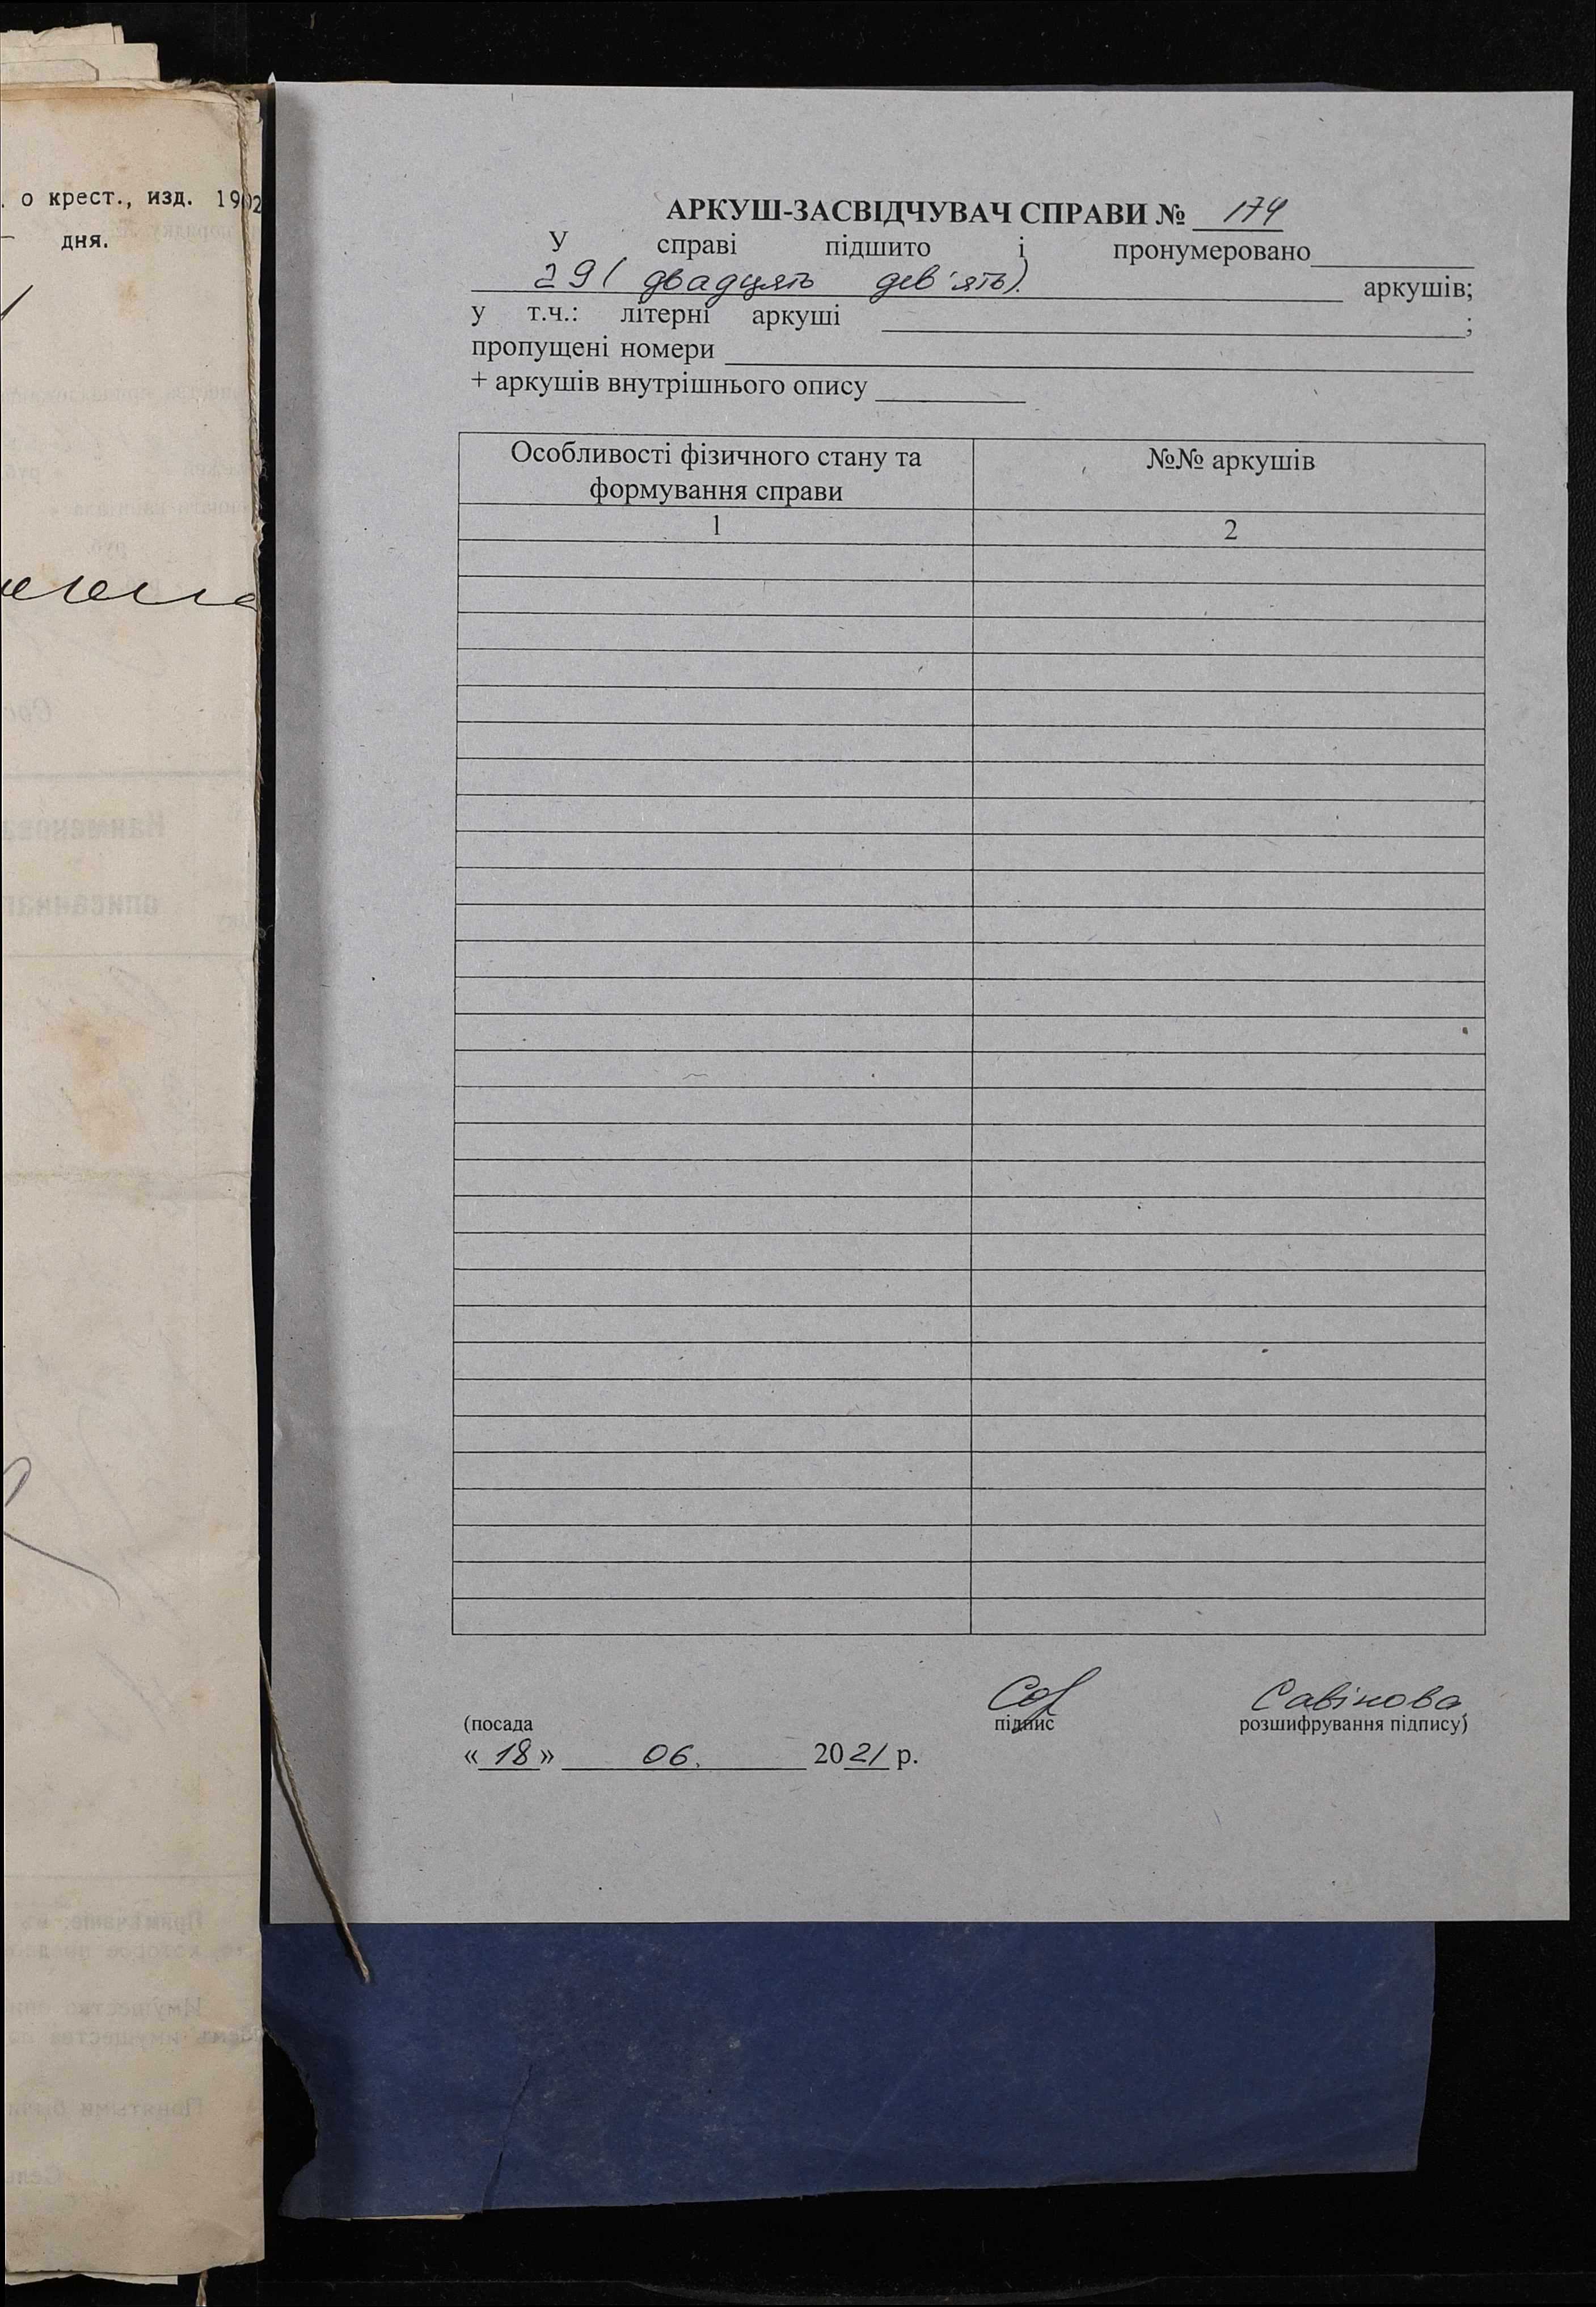 . о крест., изд. 1902
дня.
АРКУШ-ЗАСВІДЧУВАЧ СПРАВИ № 174
У справі підшито і пронумеровано
29 ( двадцять дев'ять). аркушів;
у т.ч.: літерні аркуші ;
пропущені номери
+ аркушів внутрішнього опису
Особливості фізичного стану та
формування справи
№№ аркушів
1 2
Савінова
(посада підпис розшифрування підпису)
« 18 » 06. 2021 р.